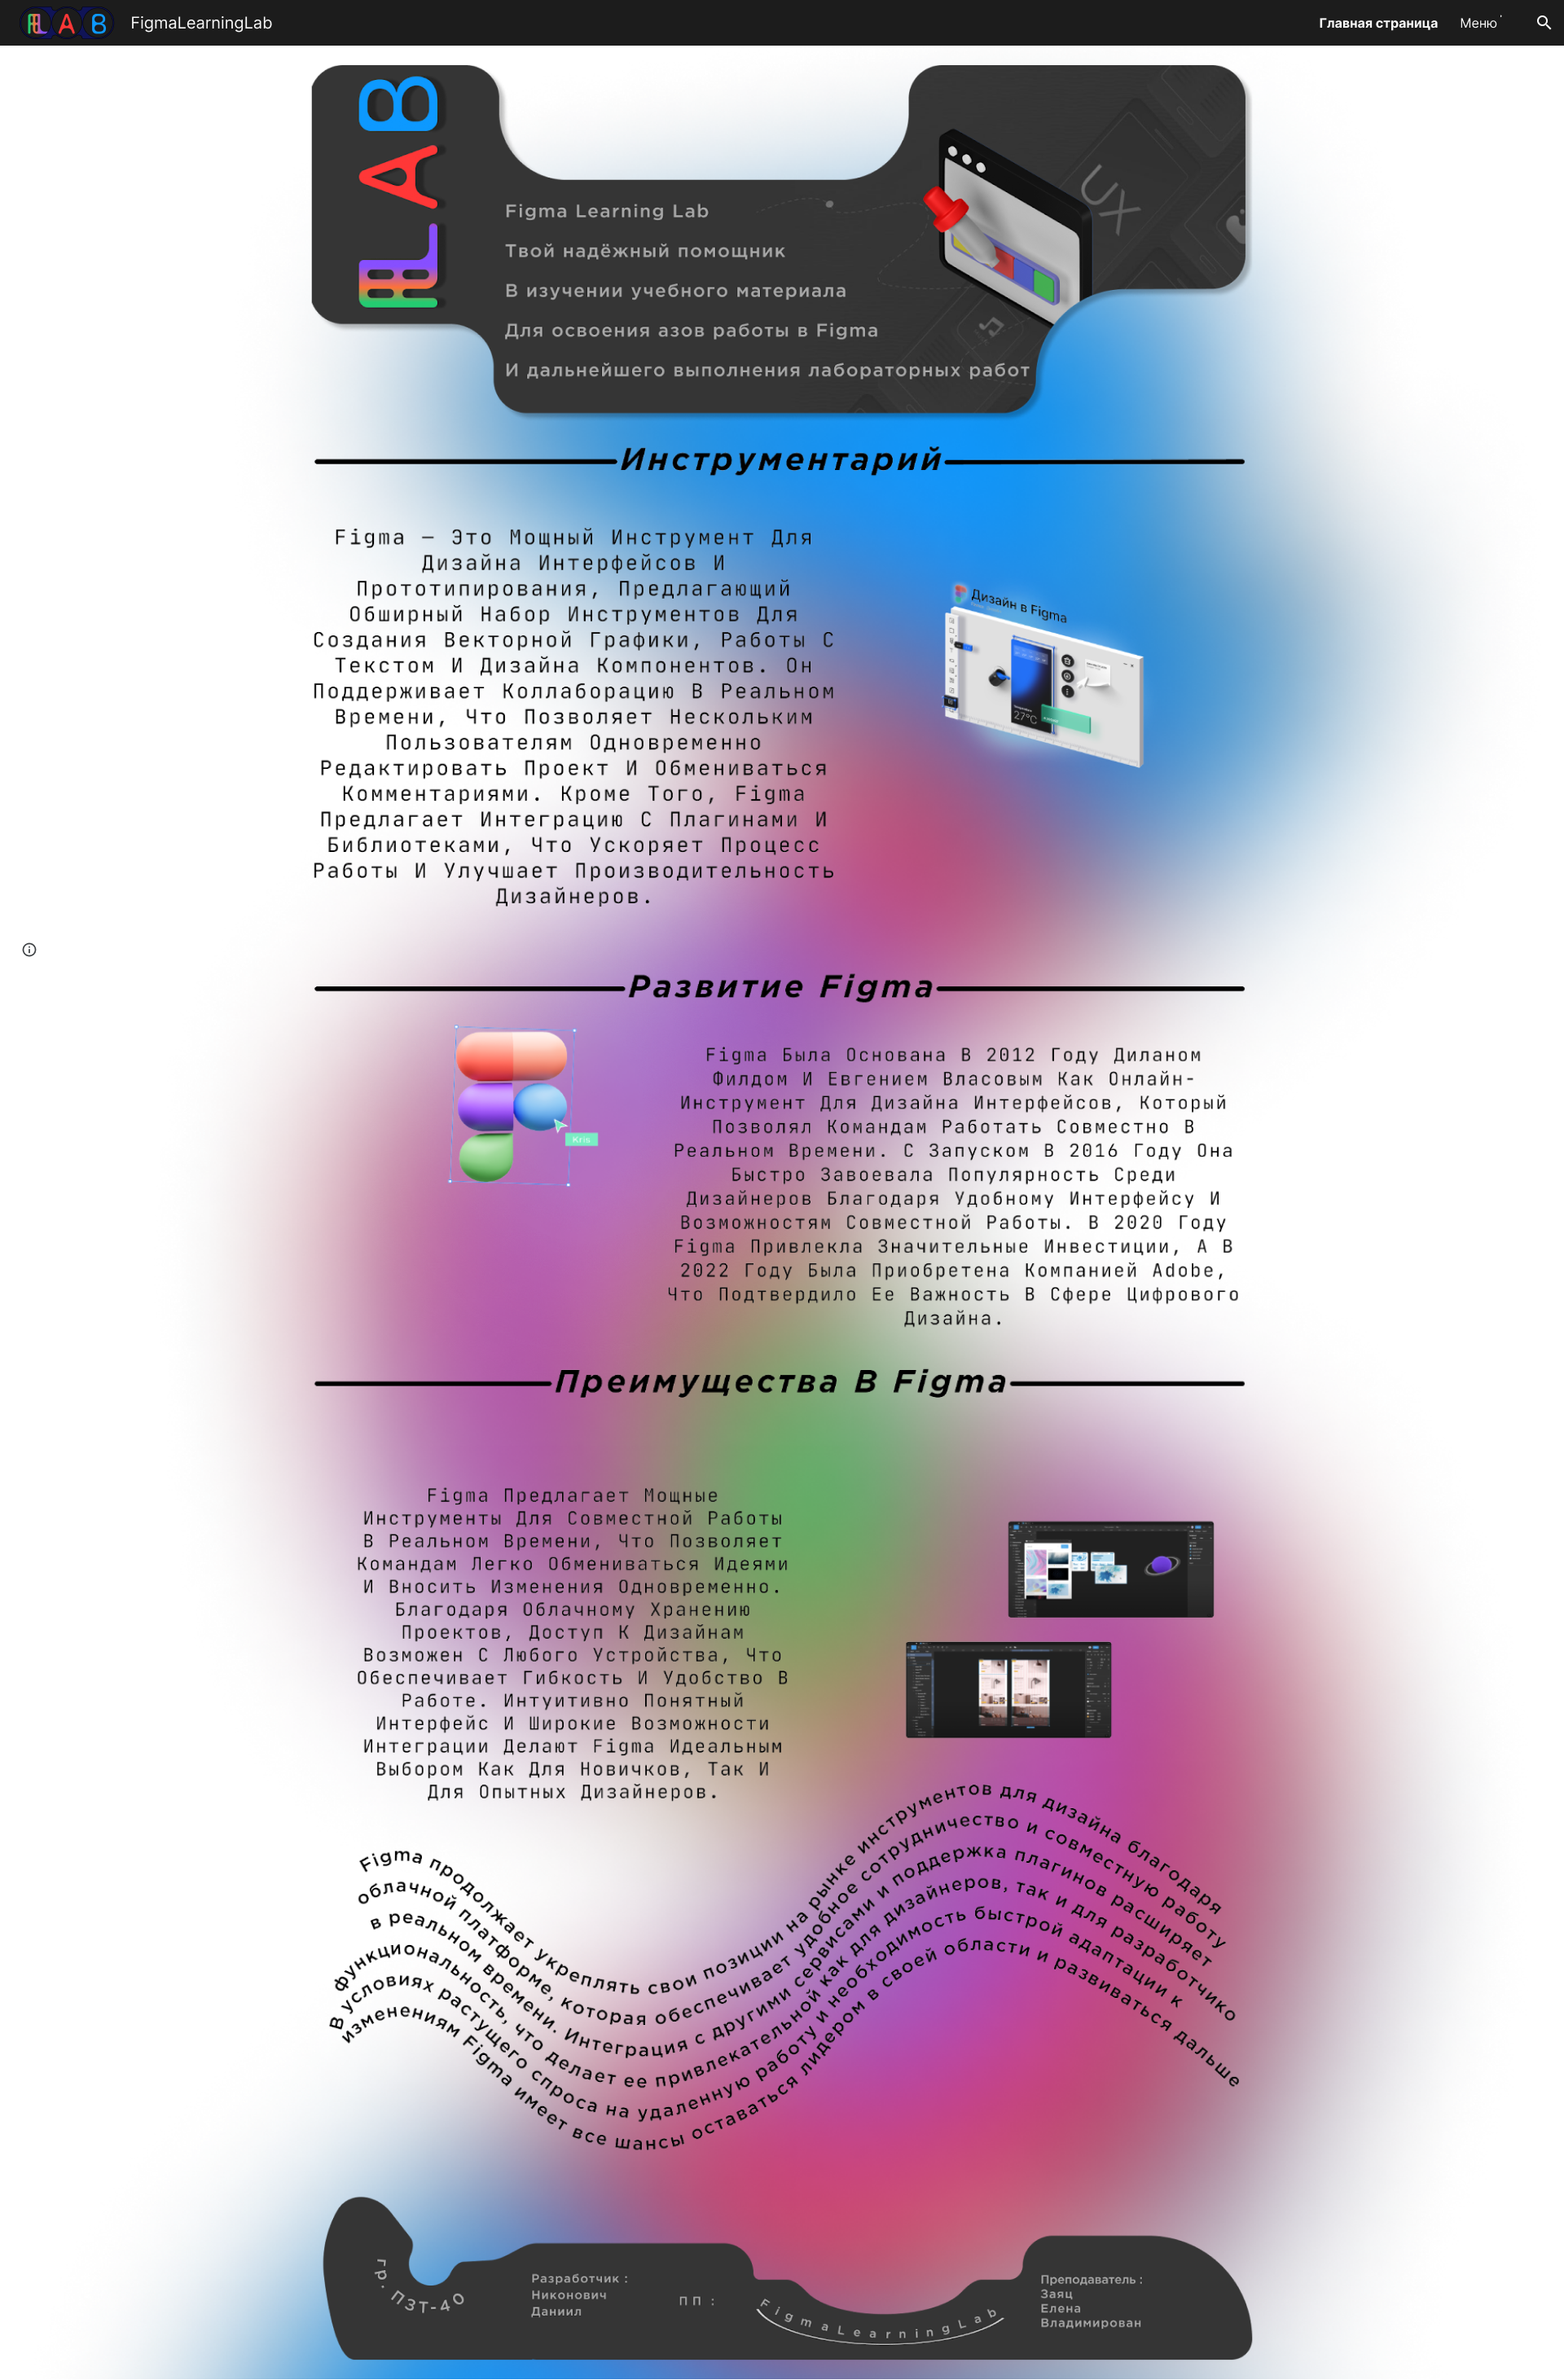 FLAB
FigmaLearningLab
Главная страница
Меню
FLAB
Figma Learning Lab
Твой надёжный помощник
В изучении учебного материала
Для освоения азов работы в Figma
И дальнейшего выполнения лабораторных работ
UX
Инструментарий
Figma – Это Мощный Инструмент Для
Дизайна Интерфейсов И
Прототипирования, Предлагающий
Обширный Набор Инструментов Для
Создания Векторной Графики, Работы С
Текстом И Дизайна Компонентов. Он
Поддерживает Коллаборацию В Реальном
Времени, Что Позволяет Нескольким
Пользователям Одновременно
Редактировать Проект И Обмениваться
Комментариями. Кроме Того, Figma
Предлагает Интеграцию С Плагинами И
Библиотеками, Что Ускоряет Процесс
Работы И Улучшает Производительность
Дизайнеров.
Дизайн в Figma
27°C
Развитие Figma
Kris
Figma Была Основана В 2012 Году Диланом
Филдом И Евгением Власовым Как Онлайн-
Инструмент Для Дизайна Интерфейсов, Который
Позволял Командам Работать Совместно В
Реальном Времени. С Запуском В 2016 Году Она
Быстро Завоевала Популярность Среди
Дизайнеров Благодаря Удобному Интерфейсу И
Возможностям Совместной Работы. В 2020 Году
Figma Привлекла Значительные Инвестиции, А В
2022 Году Была Приобретена Компанией Adobe,
Что Подтвердило Ее Важность В Сфере Цифрового
Дизайна.
Преимущества В Figma
Figma Предлагает Мощные
Инструменты Для Совместной Работы
В Реальном Времени, Что Позволяет
Командам Легко Обмениваться Идеями
И Вносить Изменения Одновременно.
Благодаря Облачному Хранению
Проектов, Доступ К Дизайнам
Возможен С Любого Устройства, Что
Обеспечивает Гибкость И Удобство В
Работе. Интуитивно Понятный
Интерфейс И Широкие Возможности
Интеграции Делают Figma Идеальным
Выбором Как Для Новичков, Так И
Для Опытных Дизайнеров.
Figma продолжает укреплять свои позиции на рынке инструментов для дизайна благодаря
облачной платформе, которая обеспечивает удобное сотрудничество и совместную работу
в реальном времени. Интеграция с другими сервисами и поддержка плагинов расширяет
функциональность, что делает ее привлекательной как для дизайнеров, так и для разработчико
В условиях растущего спроса на удаленную работу и необходимость быстрой адаптации к
изменениям Figma имеет все шансы оставаться лидером в своей области и развиваться дальше
гр. ПЗТ-40
Разработчик :
Никонович
Даниил
ПП :
FigmaLearningLab
Преподаватель :
Заяц
Елена
Владимирован